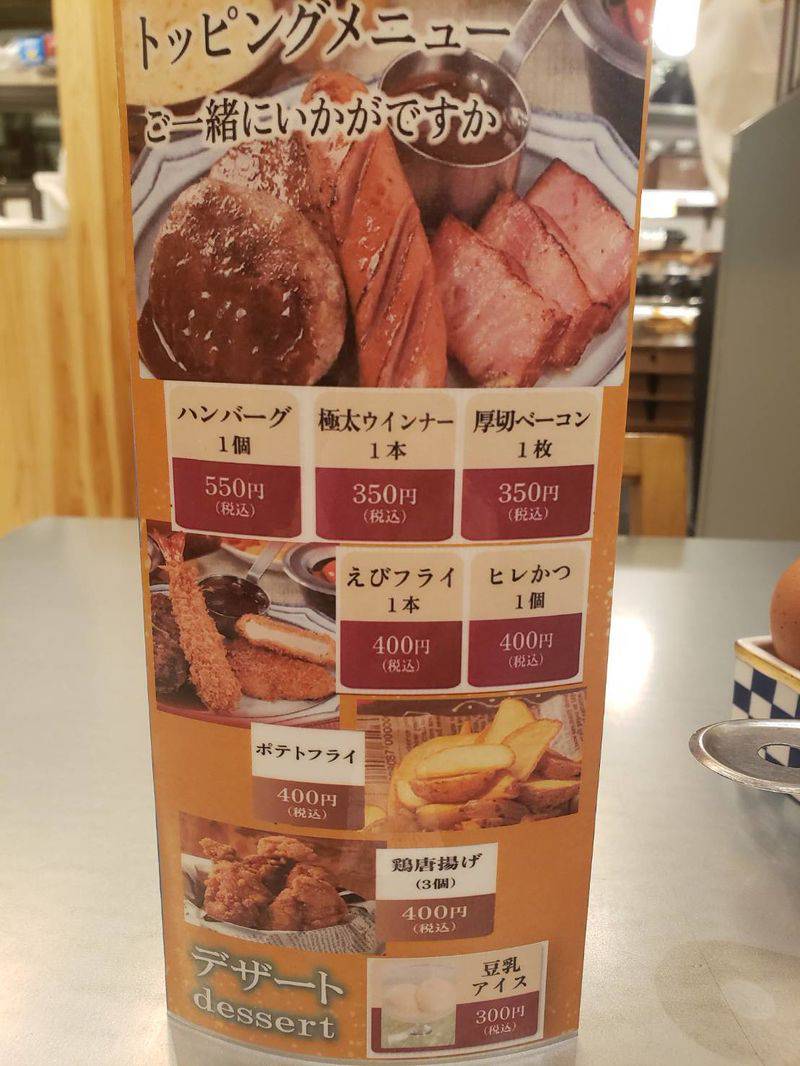 トッピングメニュー
ご一緒にいかがですか
ハンバーグ
1個
550円
(税込)
極太ウインナー
1本
350円
(税込)
厚切ベーコン
1枚
350円
(税込)
えびフライ
1本
400円
(税込)
ヒレかつ
1個
400円
(税込)
ポテトフライ
400円
(税込)
鶏唐揚げ
(3個)
400円
(税込)
デザート
dessert
豆乳
アイス
300円
(税込)